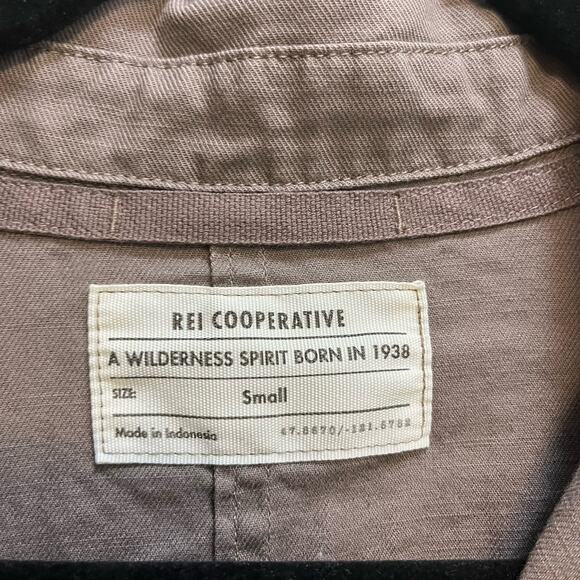 REI COOPERATIVE
A WILDERNESS SPIRIT BORN IN 1938
SIZE: Small
Made in Indonesia